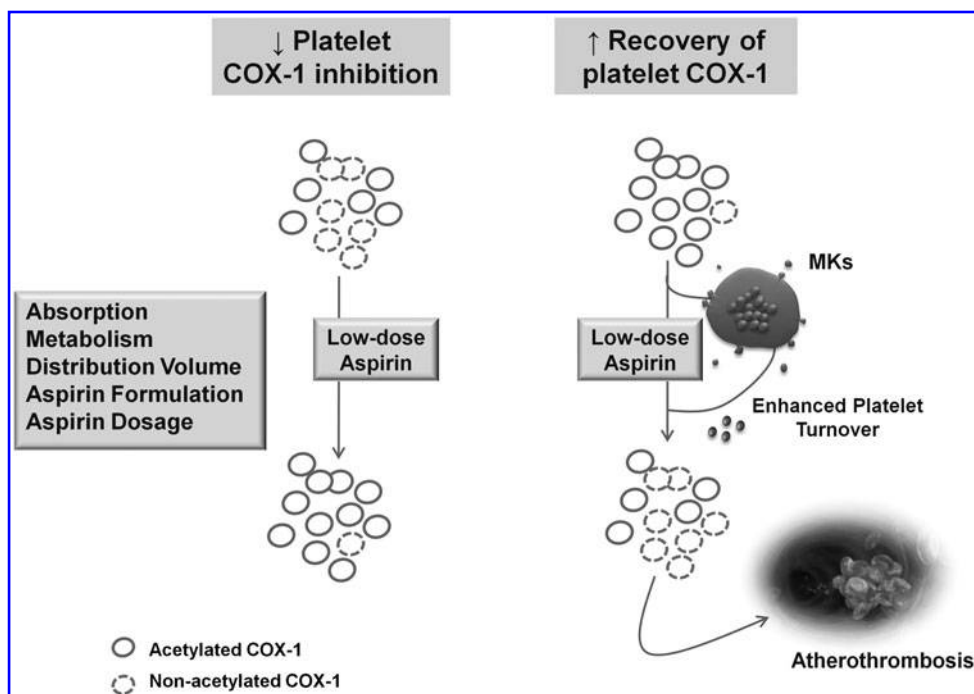 ↓ Platelet
COX-1 inhibition
↑ Recovery of
platelet COX-1
MKs
Absorption
Metabolism
Distribution Volume
Aspirin Formulation
Aspirin Dosage
Low-dose
Aspirin
Low-dose
Aspirin
Enhanced Platelet
Turnover
Acetylated COX-1
Non-acetylated COX-1
Atherothrombosis